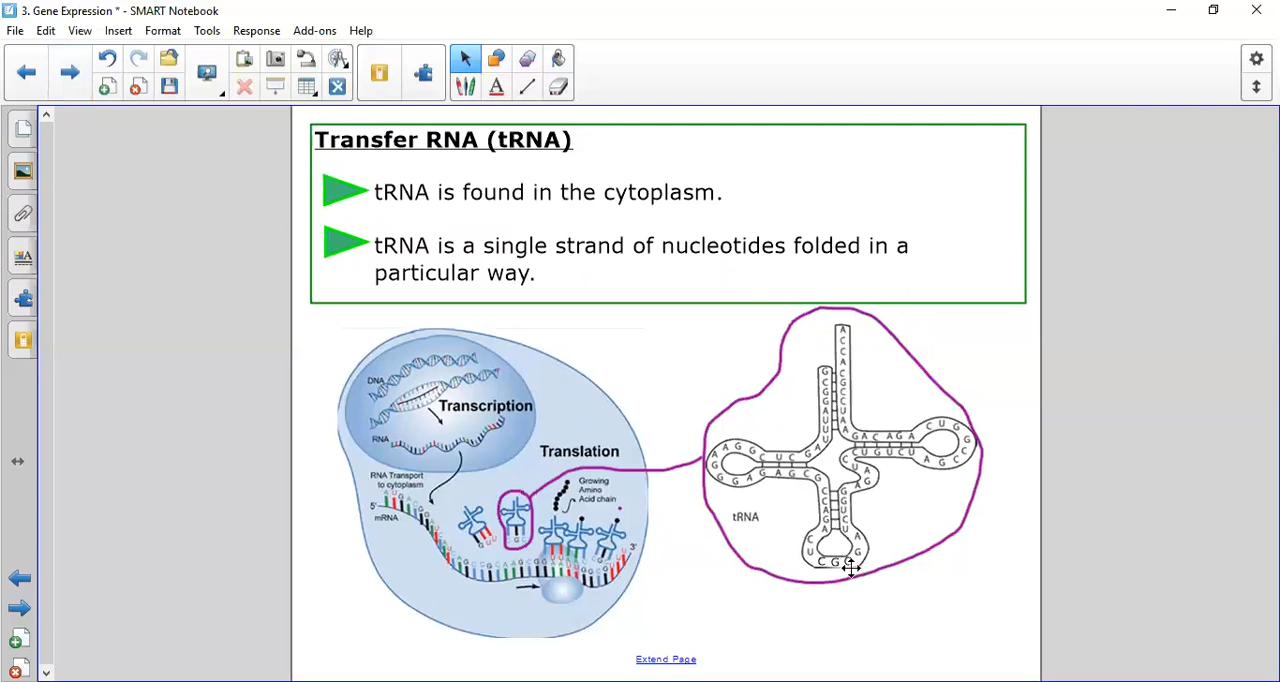 3. Gene Expression * - SMART Notebook
File Edit View Insert Format Tools Response Add-ons Help
Transfer RNA (tRNA)
tRNA is found in the cytoplasm.
tRNA is a single strand of nucleotides folded in a
particular way.
DNA
Transcription
RNA
Translation
RNA Transport
to cytoplasm
5'
mRNA
Growing
Amino
Acid chain
3'
tRNA
Extend Page